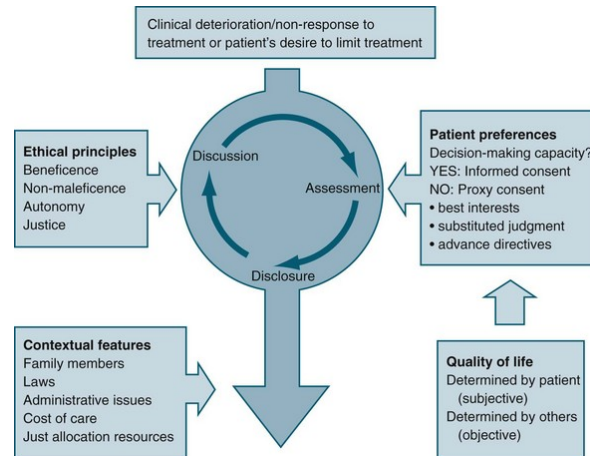 Clinical deterioration/non-response to
treatment or patient's desire to limit treatment
Ethical principles
Beneficence
Non-maleficence
Autonomy
Justice
Discussion
Assessment
Disclosure
Patient preferences
Decision-making capacity?
YES: Informed consent
NO: Proxy consent
• best interests
• substituted judgment
• advance directives
Contextual features
Family members
Laws
Administrative issues
Cost of care
Just allocation resources
Quality of life
Determined by patient
(subjective)
Determined by others
(objective)